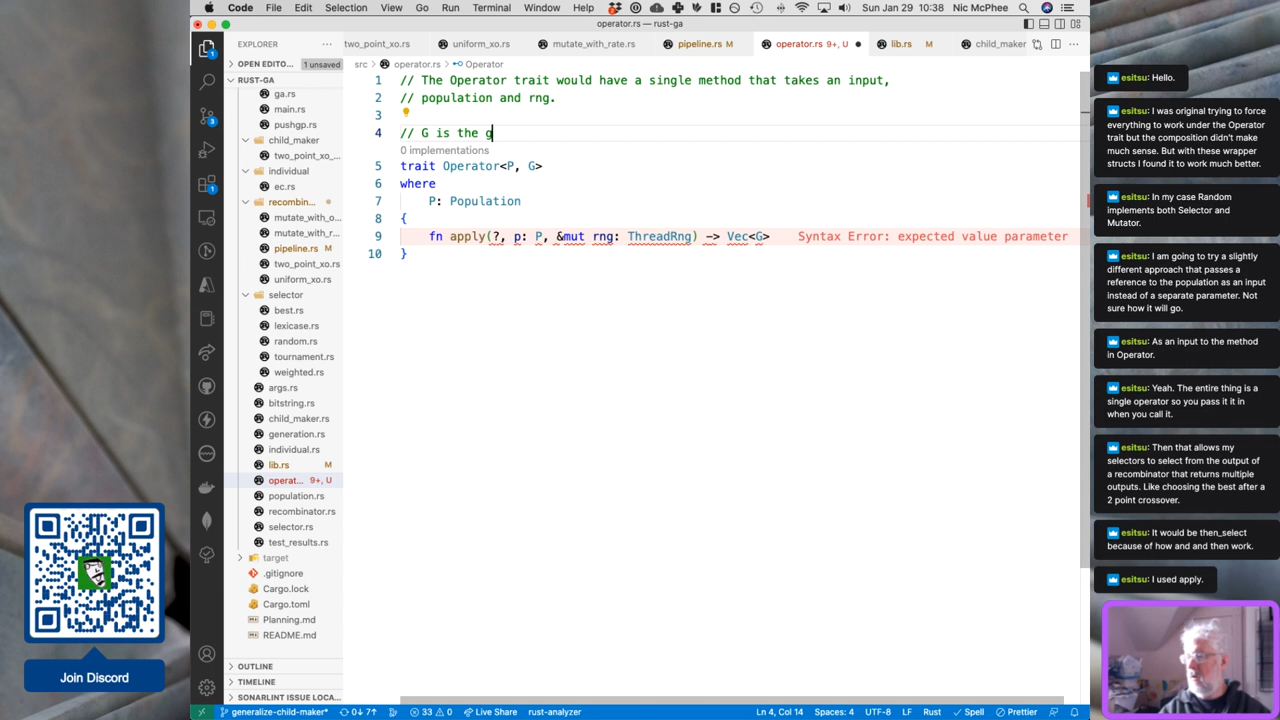 Code File Edit Selection View Go Run Terminal Window Help Sun Jan 29 10:38 Nic McPhee
operator.rs — rust-ga
EXPLORER
two_point_xo.rs uniform_xo.rs mutate_with_rate.rs pipeline.rs M operator.rs 9+, U lib.rs M child_maker
OPEN EDITO... 1 unsaved
src > operator.rs > Operator
RUST-GA
ga.rs
main.rs
pushgp.rs
child_maker
two_point_xo...
individual
ec.rs
recombin...
mutate_with_o...
mutate_with_r...
pipeline.rs M
two_point_xo.rs
uniform_xo.rs
selector
best.rs
lexicase.rs
random.rs
tournament.rs
weighted.rs
args.rs
bitstring.rs
child_maker.rs
generation.rs
individual.rs
lib.rs M
operat... 9+, U
population.rs
recombinator.rs
selector.rs
test_results.rs
target
.gitignore
Cargo.lock
Cargo.toml
Planning.md
README.md
OUTLINE
TIMELINE
SONARLINT ISSUE LOCA...
1 // The Operator trait would have a single method that takes an input,
2 // population and rng.
3
4 // G is the g
0 implementations
5 trait Operator<P, G>
6 where
7 P: Population
8 {
9 fn apply(?, p: P, &mut rng: ThreadRng) -> Vec<G> Syntax Error: expected value parameter
10 }
generalize-child-maker* 0↓ 7↑ 33 0 Live Share rust-analyzer Ln 4, Col 14 Spaces: 4 UTF-8 LF Rust Spell Prettier
esitsu: Hello.
esitsu: I was original trying to force
everything to work under the Operator
trait but the composition didn't make
much sense. But with these wrapper
structs I found it to work much better.
esitsu: In my case Random
implements both Selector and
Mutator.
esitsu: I am going to try a slightly
different approach that passes a
reference to the population as an input
instead of a separate parameter. Not
sure how it will go.
esitsu: As an input to the method
in Operator.
esitsu: Yeah. The entire thing is a
single operator so you pass it it in
when you call it.
esitsu: Then that allows my
selectors to select from the output of
a recombinator that returns multiple
outputs. Like choosing the best after a
2 point crossover.
esitsu: It would be then_select
because of how and and then work.
esitsu: I used apply.
Join Discord